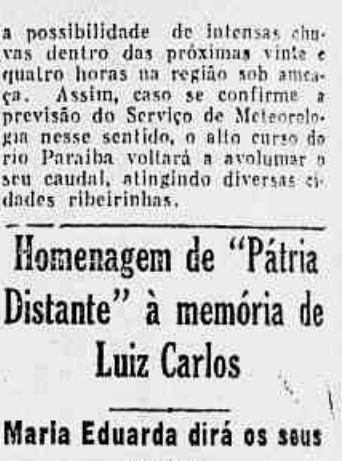 a possibilidade de intensas chu-
vas dentro das próximas vinte e
quatro horas na região sob amea-
ça. Assim, caso se confirme a
previsão do Serviço de Meteorolo-
gia nesse sentido, o alto curso do
rio Paraiba voltará a avolumar o
seu caudal, atingindo diversas ci-
dades ribeirinhas.
Homenagem de "Pátria
Distante" à memória de
Luiz Carlos
Maria Eduarda dirá os seus